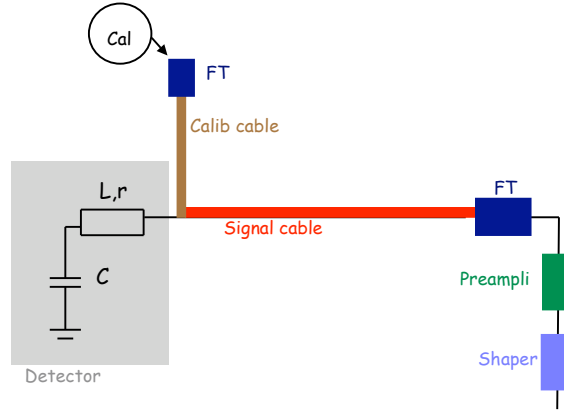 Cal
FT
Calib cable
L,r
FT
Signal cable
C
Preampli
Shaper
Detector